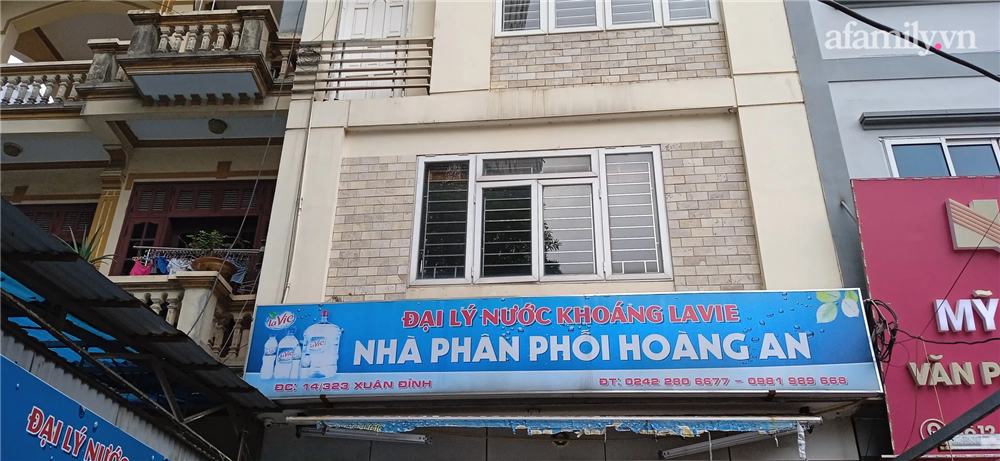 afamily.vn
ĐẠI LÝ NƯỚC KHOÁNG LAVIE
LaVie
NHÀ PHÂN PHỐI HOÀNG AN
ĐC: 14/323 XUÂN ĐỈNH
ĐT: 0242 280 6677 - 0981 989 668
MỸ
VĂN P
ĐẠI LÝ NƯỚC